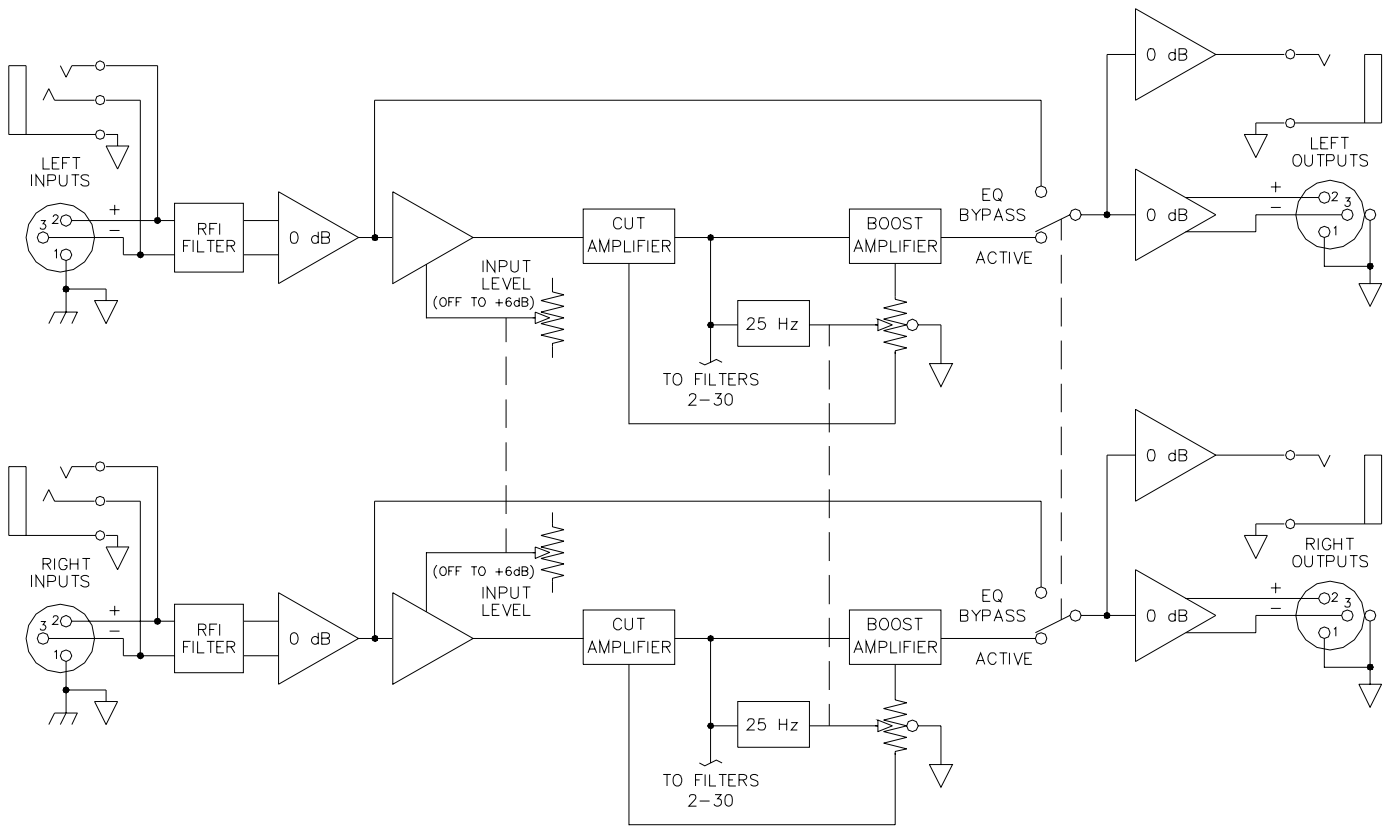 0 dB
LEFT
INPUTS
LEFT
OUTPUTS
+
−
2
3
1
RFI
FILTER
0 dB
INPUT
LEVEL
(OFF TO +6dB)
CUT
AMPLIFIER
25 Hz
TO FILTERS
2−30
BOOST
AMPLIFIER
EQ
BYPASS
ACTIVE
0 dB
+
−
2
3
1
0 dB
RIGHT
INPUTS
RIGHT
OUTPUTS
+
−
2
3
1
RFI
FILTER
0 dB
(OFF TO +6dB)
INPUT
LEVEL
CUT
AMPLIFIER
25 Hz
TO FILTERS
2−30
BOOST
AMPLIFIER
EQ
BYPASS
ACTIVE
0 dB
+
−
2
3
1